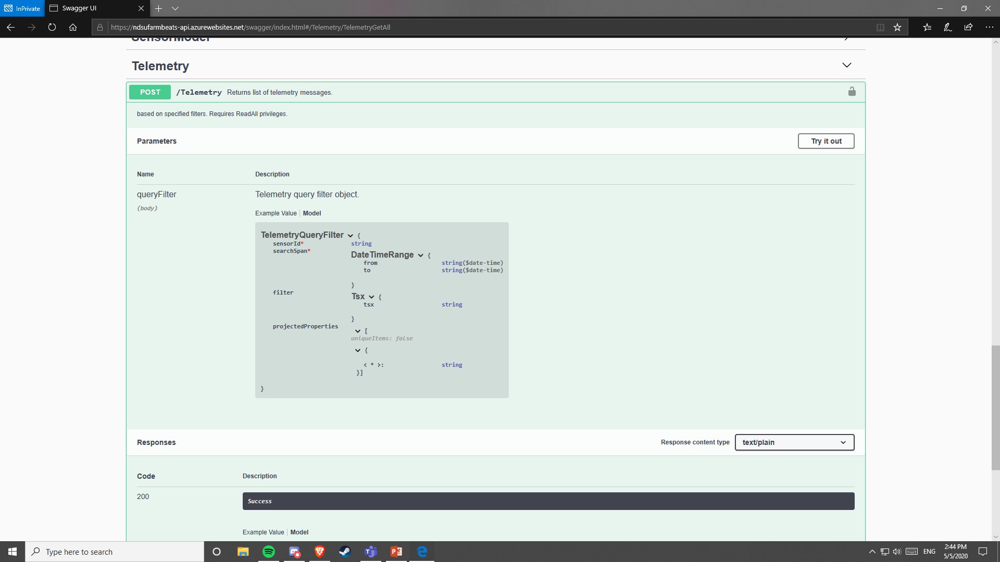 InPrivate
Swagger UI
https://ndsufarmbeats-api.azurewebsites.net/swagger/index.html#/Telemetry/TelemetryGetAll
SensorModel
Telemetry
POST /Telemetry Returns list of telemetry messages.
based on specified filters. Requires ReadAll privileges.
Parameters
Try it out
Name Description
queryFilter Telemetry query filter object.
(body)
Example Value Model
TelemetryQueryFilter {
sensorId* string
searchSpan*
DateTimeRange {
from string($date-time)
to string($date-time)
}
filter
Tsx {
tsx string
}
projectedProperties
[
uniqueItems: false
{
< * >: string
}]
}
Responses Response content type text/plain
Code Description
200
Success
Example Value Model
Type here to search
ENG
2:44 PM
5/5/2020